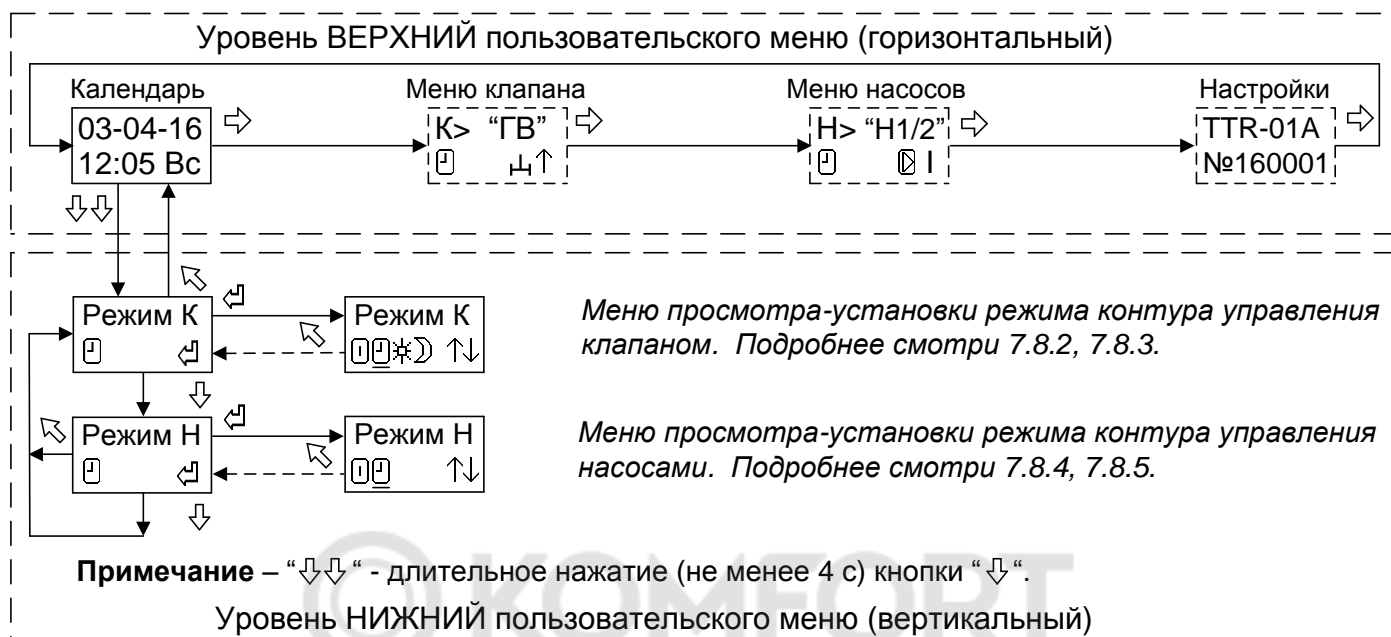 Уровень ВЕРХНИЙ пользовательского меню (горизонтальный)
Календарь
Меню клапана
Меню насосов
Настройки
03-04-16
12:05 Вс
К> “ГВ”
↑
Н> “Н1/2”
I
TTR-01A
№160001
Режим К
Режим К
↑↓
Меню просмотра-установки режима контура управления
клапаном. Подробнее смотри 7.8.2, 7.8.3.
Режим Н
Режим Н
↑↓
Меню просмотра-установки режима контура управления
насосами. Подробнее смотри 7.8.4, 7.8.5.
Примечание – “⇩⇩“ - длительное нажатие (не менее 4 с) кнопки “⇩“.
Уровень НИЖНИЙ пользовательского меню (вертикальный)
© KOMFORT